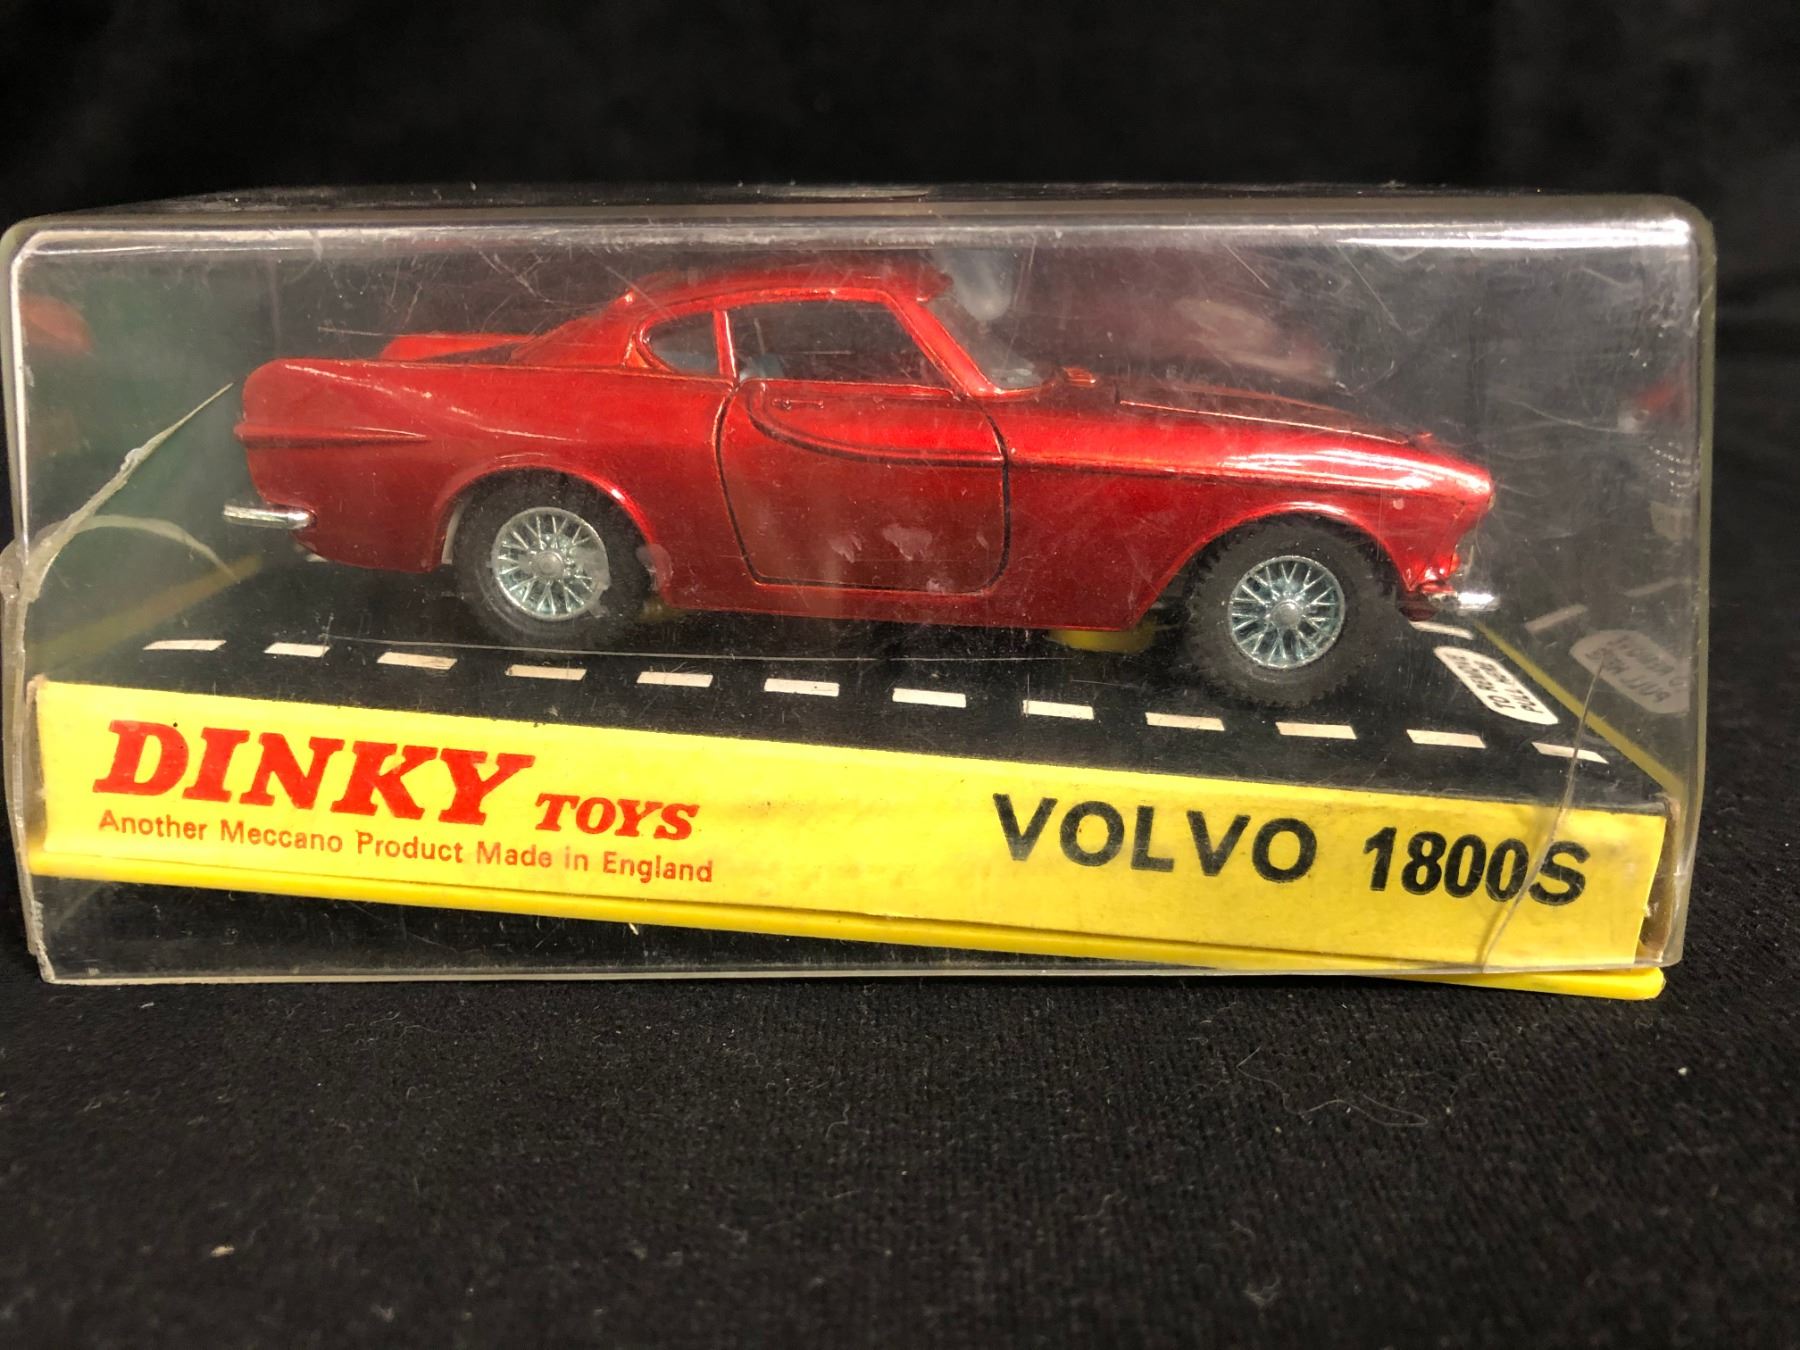 DINKY TOYS
Another Meccano Product Made in England
VOLVO 1800S